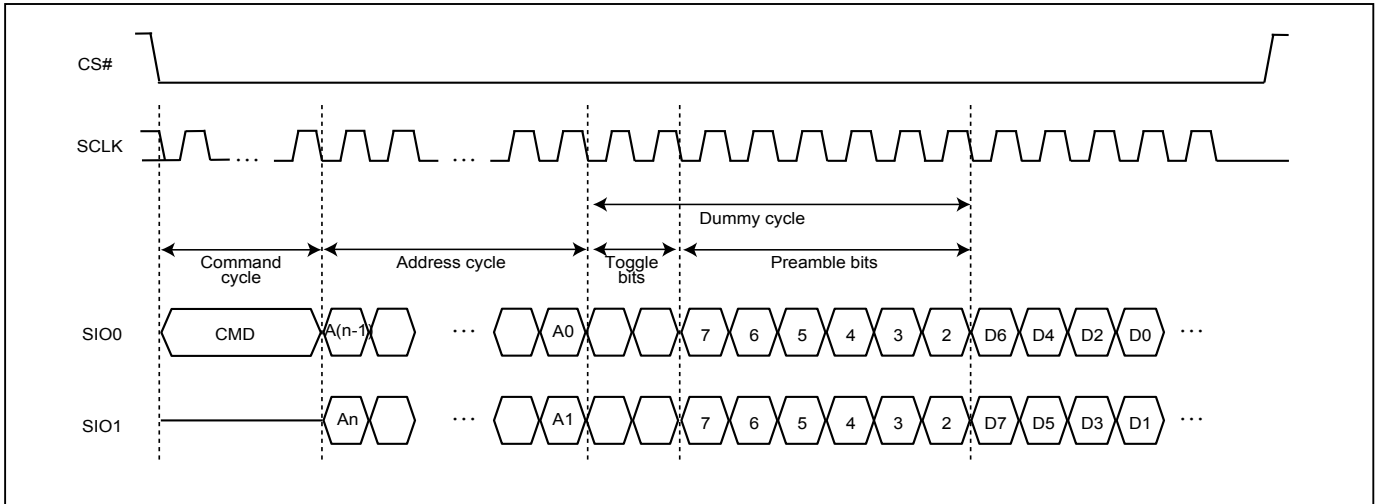 CS#
SCLK
...
...
Dummy cycle
Command
cycle
Address cycle
Toggle
bits
Preamble bits
SIO0
CMD
A(n-1)
...
A0
7
6
5
4
3
2
D6
D4
D2
D0
...
SIO1
An
...
A1
7
6
5
4
3
2
D7
D5
D3
D1
...